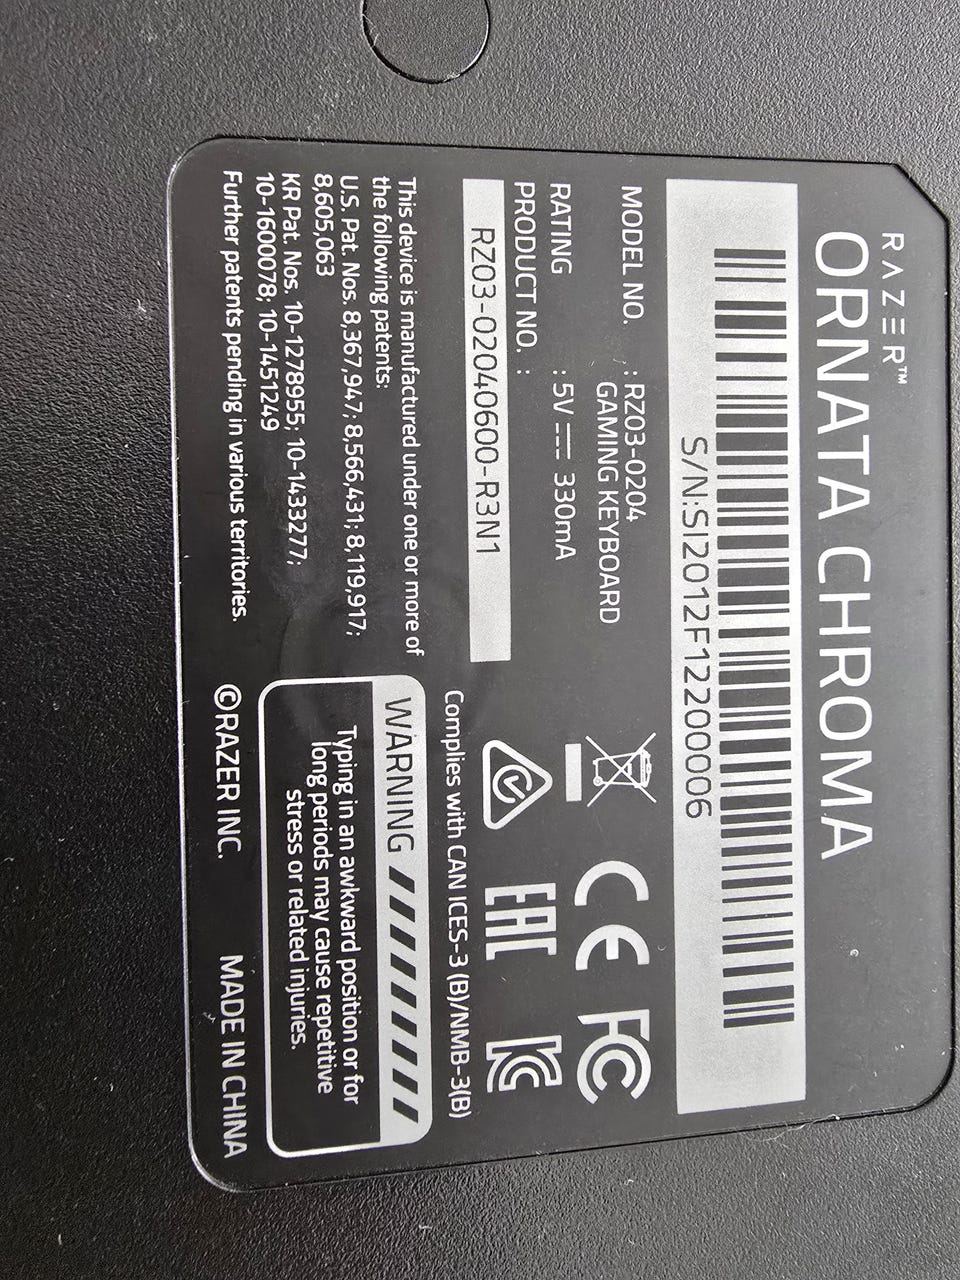 RAZER™
ORNATA CHROMA
S/N:SI2012F12200006
MODEL NO. : RZ03-0204
GAMING KEYBOARD
RATING : 5V ⎓ 330mA
PRODUCT NO. :
RZ03-02040600-R3N1
CE FC
EAC KC
Complies with CAN ICES-3 (B)/NMB-3(B)
This device is manufactured under one or more of
the following patents:
U.S. Pat. Nos. 8,367,947; 8,566,431; 8,119,917;
8,605,063
KR Pat. Nos. 10-1278955; 10-1433277;
10-1600078; 10-1451249
Further patents pending in various territories.
WARNING
Typing in an awkward position or for
long periods may cause repetitive
stress or related injuries.
©RAZER INC. MADE IN CHINA